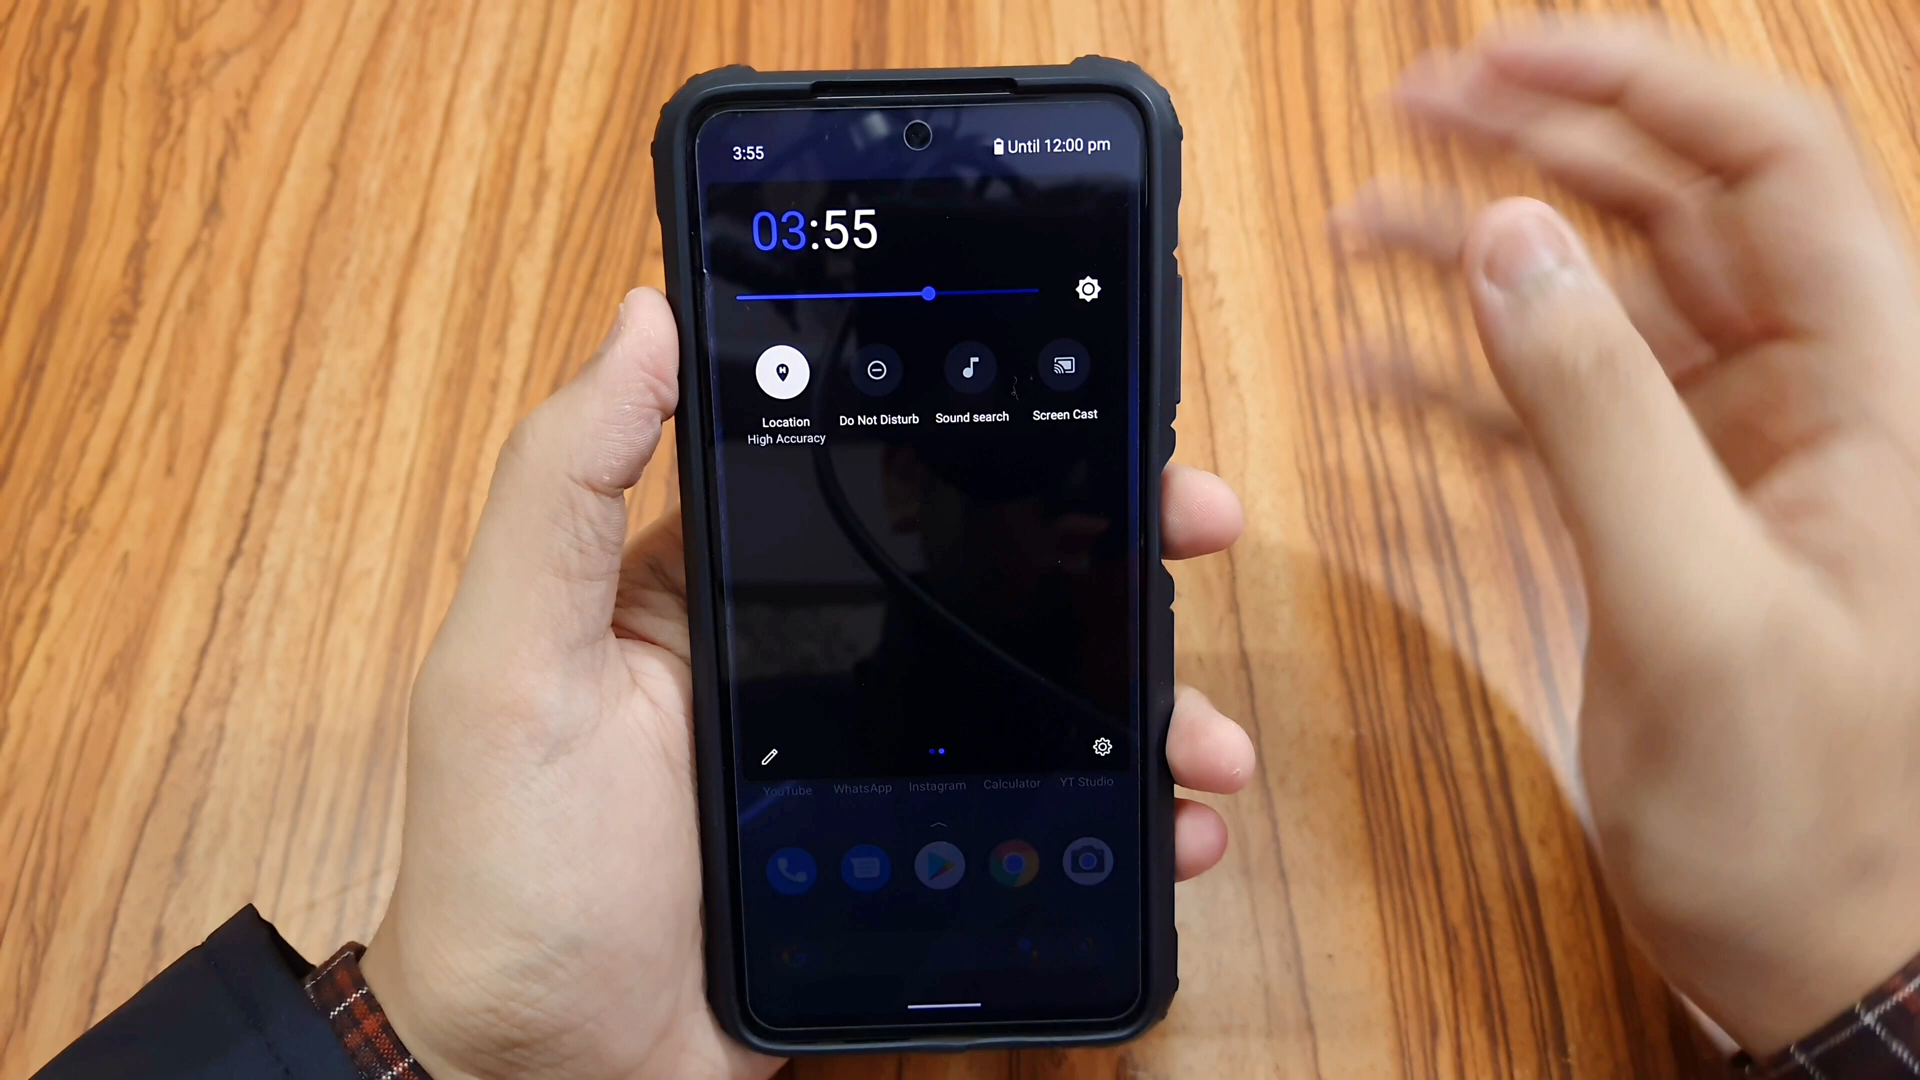 3:55
Until 12:00 pm
03:55
Location
High Accuracy
Do Not Disturb
Sound search
Screen Cast
YouTube
WhatsApp
Instagram
Calculator
YT Studio